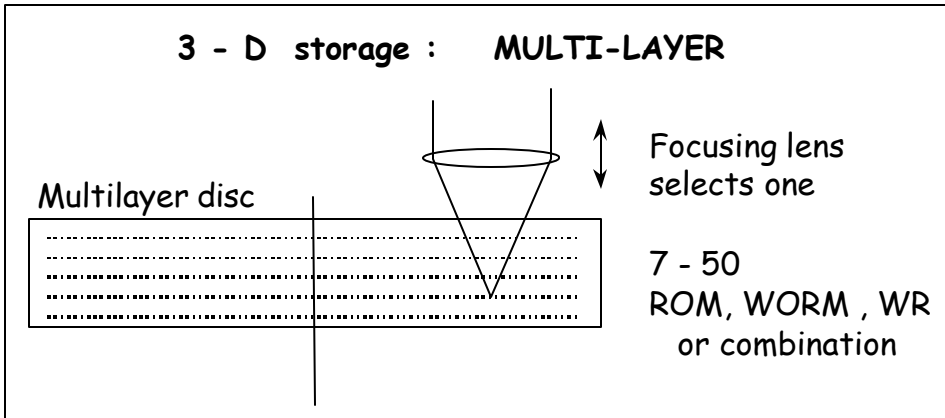 3 - D storage : MULTI-LAYER
Focusing lens
selects one
Multilayer disc
7 - 50
ROM, WORM , WR
or combination